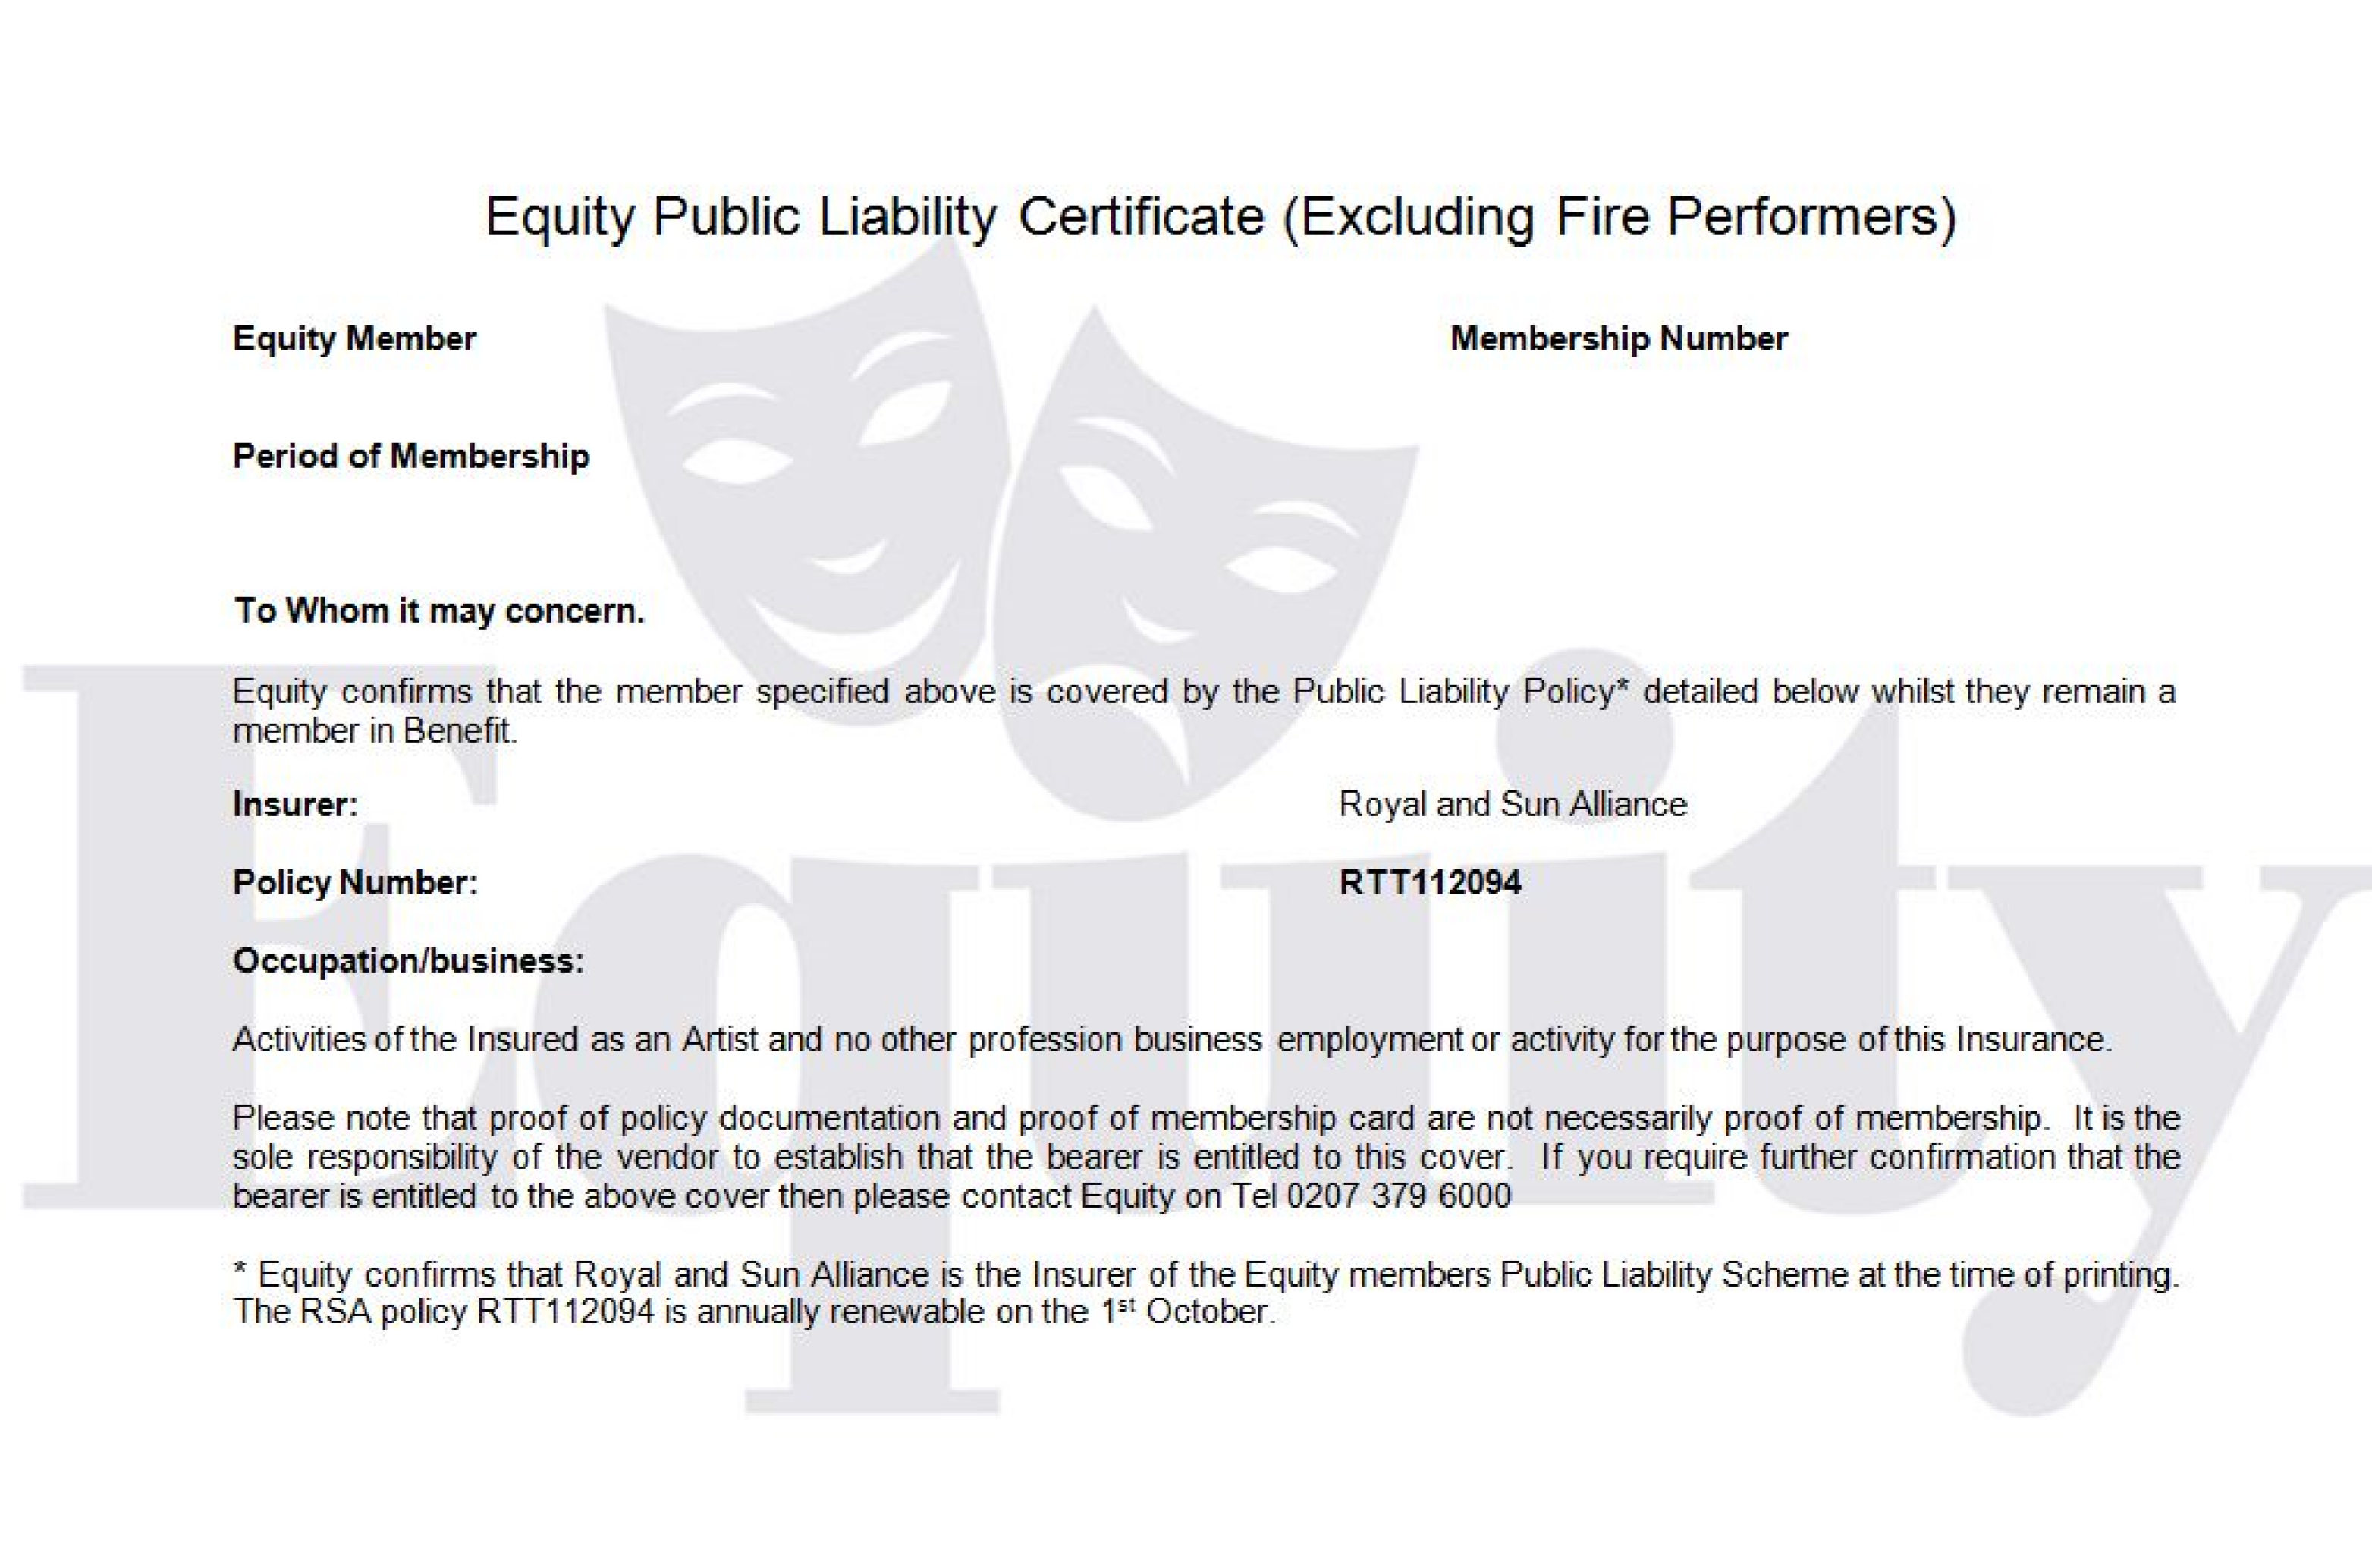 Equity Public Liability Certificate (Excluding Fire Performers)
Equity Member Membership Number
Period of Membership
To Whom it may concern.
Equity confirms that the member specified above is covered by the Public Liability Policy* detailed below whilst they remain a
member in Benefit.
Insurer: Royal and Sun Alliance
Policy Number: RTT112094
Occupation/business:
Activities of the Insured as an Artist and no other profession business employment or activity for the purpose of this Insurance.
Please note that proof of policy documentation and proof of membership card are not necessarily proof of membership. It is the
sole responsibility of the vendor to establish that the bearer is entitled to this cover. If you require further confirmation that the
bearer is entitled to the above cover then please contact Equity on Tel 0207 379 6000
* Equity confirms that Royal and Sun Alliance is the Insurer of the Equity members Public Liability Scheme at the time of printing.
The RSA policy RTT112094 is annually renewable on the 1st October.
Equity